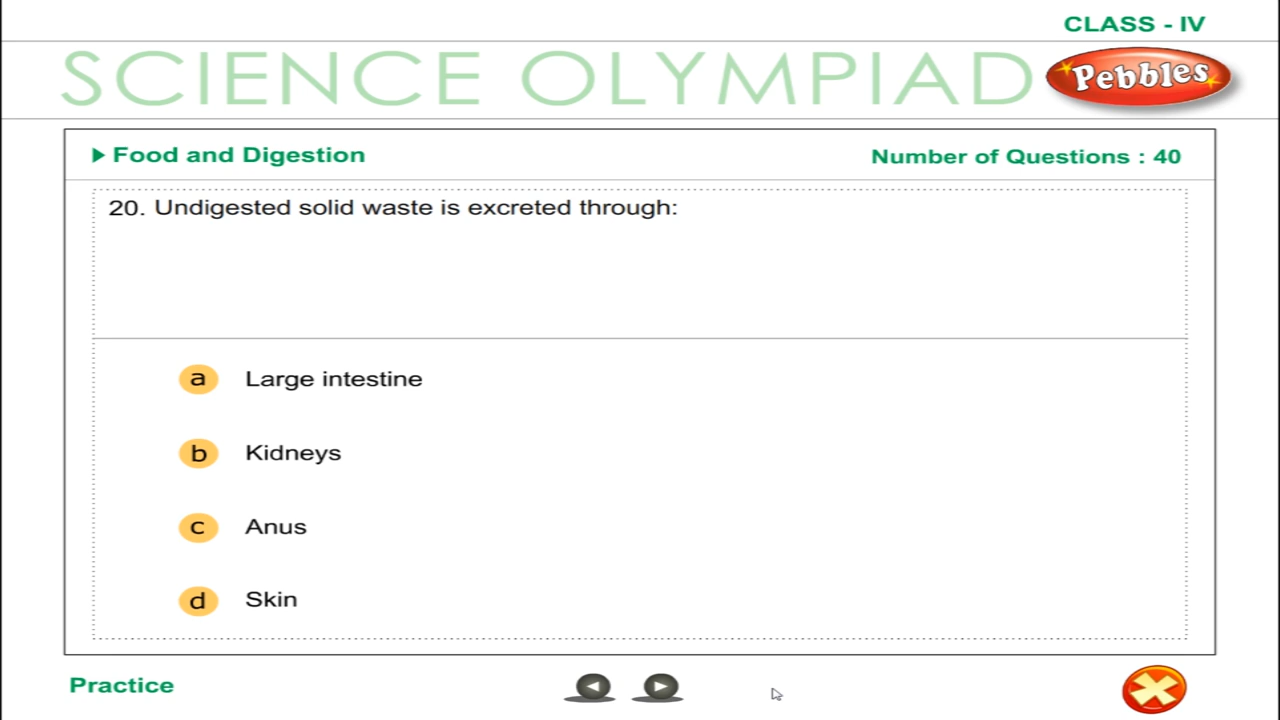 CLASS - IV
SCIENCE OLYMPIAD
Pebbles
Food and Digestion
Number of Questions : 40
20. Undigested solid waste is excreted through:
a Large intestine
b Kidneys
c Anus
d Skin
Practice